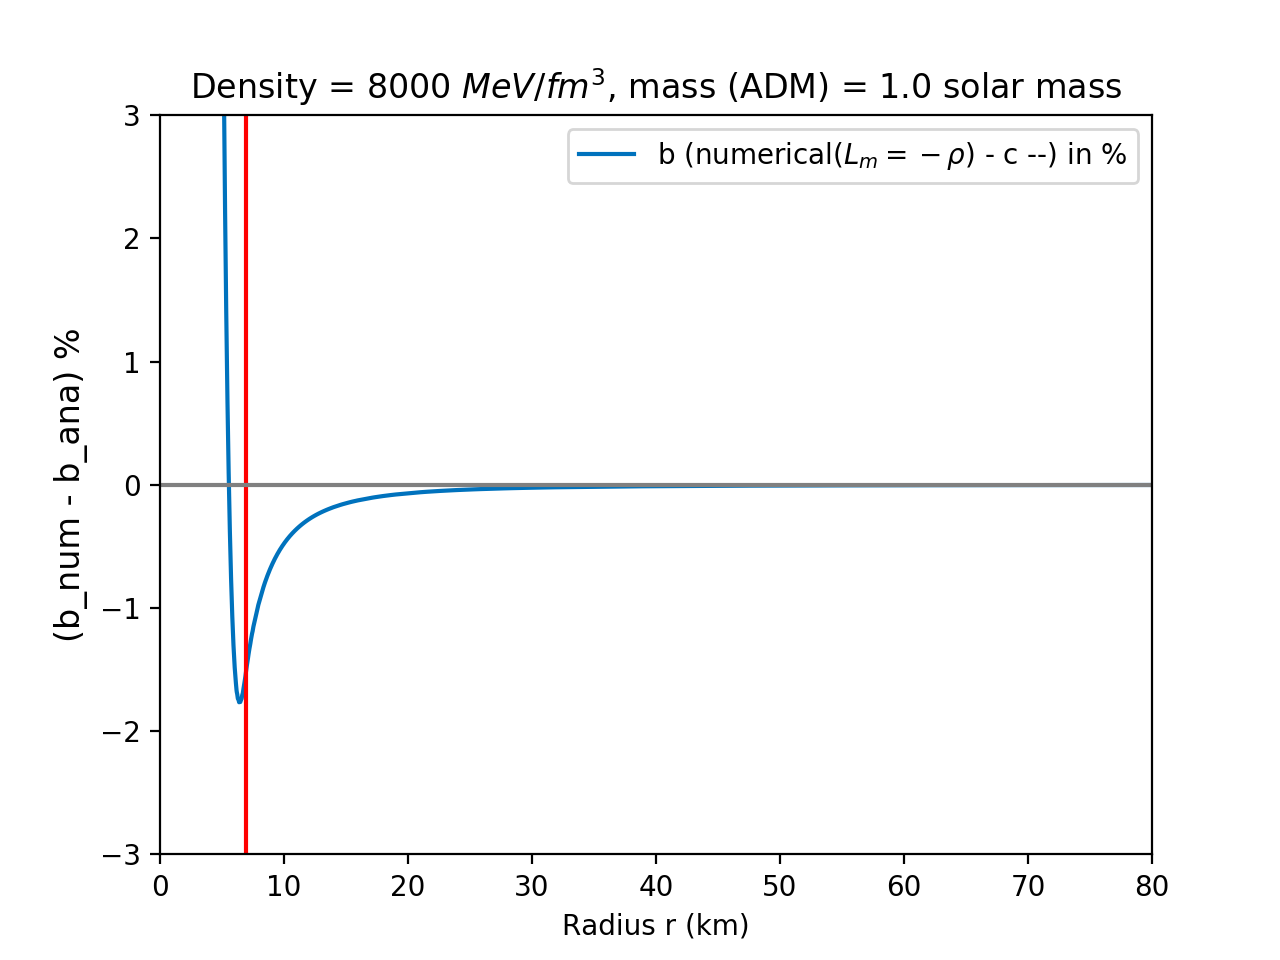 Density = 8000 MeV/fm³, mass (ADM) = 1.0 solar mass
b (numerical(Lₘ = − ρ) - c --) in %
(b_num - b_ana) %
3
2
1
0
−1
−2
−3
0 10 20 30 40 50 60 70 80
Radius r (km)